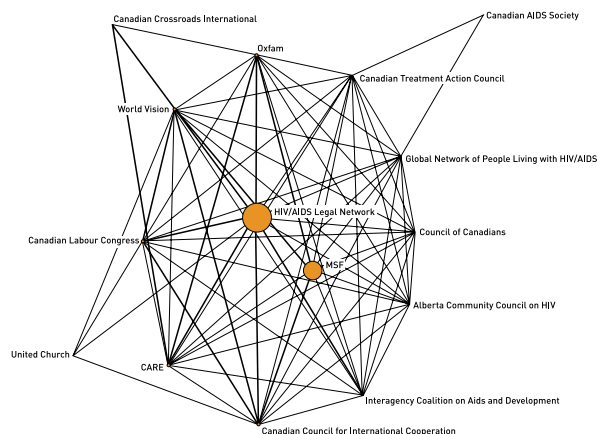 Canadian Crossroads International
Canadian AIDS Society
Oxfam
Canadian Treatment Action Council
World Vision
Global Network of People Living with HIV/AIDS
HIV/AIDS Legal Network
Canadian Labour Congress
Council of Canadians
MSF
Alberta Community Council on HIV
United Church
CARE
Interagency Coalition on Aids and Development
Canadian Council for International Cooperation